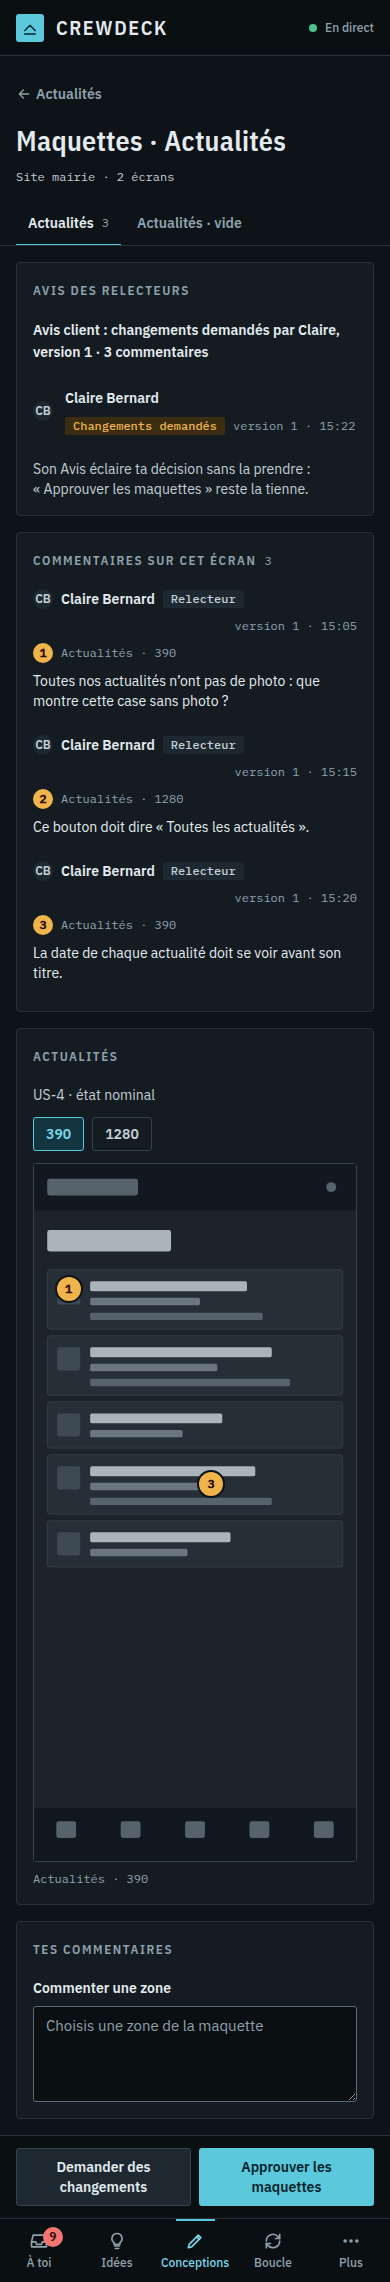 CREWDECK
En direct
← Actualités
Maquettes · Actualités
Site mairie · 2 écrans
Actualités 3
Actualités · vide
AVIS DES RELECTEURS
Avis client : changements demandés par Claire,
version 1 · 3 commentaires
CB
Claire Bernard
Changements demandés version 1 · 15:22
Son Avis éclaire ta décision sans la prendre :
« Approuver les maquettes » reste la tienne.
COMMENTAIRES SUR CET ÉCRAN 3
CB Claire Bernard Relecteur
version 1 · 15:05
1 Actualités · 390
Toutes nos actualités n’ont pas de photo : que
montre cette case sans photo ?
CB Claire Bernard Relecteur
version 1 · 15:15
2 Actualités · 1280
Ce bouton doit dire « Toutes les actualités ».
CB Claire Bernard Relecteur
version 1 · 15:20
3 Actualités · 390
La date de chaque actualité doit se voir avant son
titre.
ACTUALITÉS
US-4 · état nominal
390 1280
1
3
Actualités · 390
TES COMMENTAIRES
Commenter une zone
Choisis une zone de la maquette
Demander des
changements
Approuver les
maquettes
9
À toi Idées Conceptions Boucle Plus